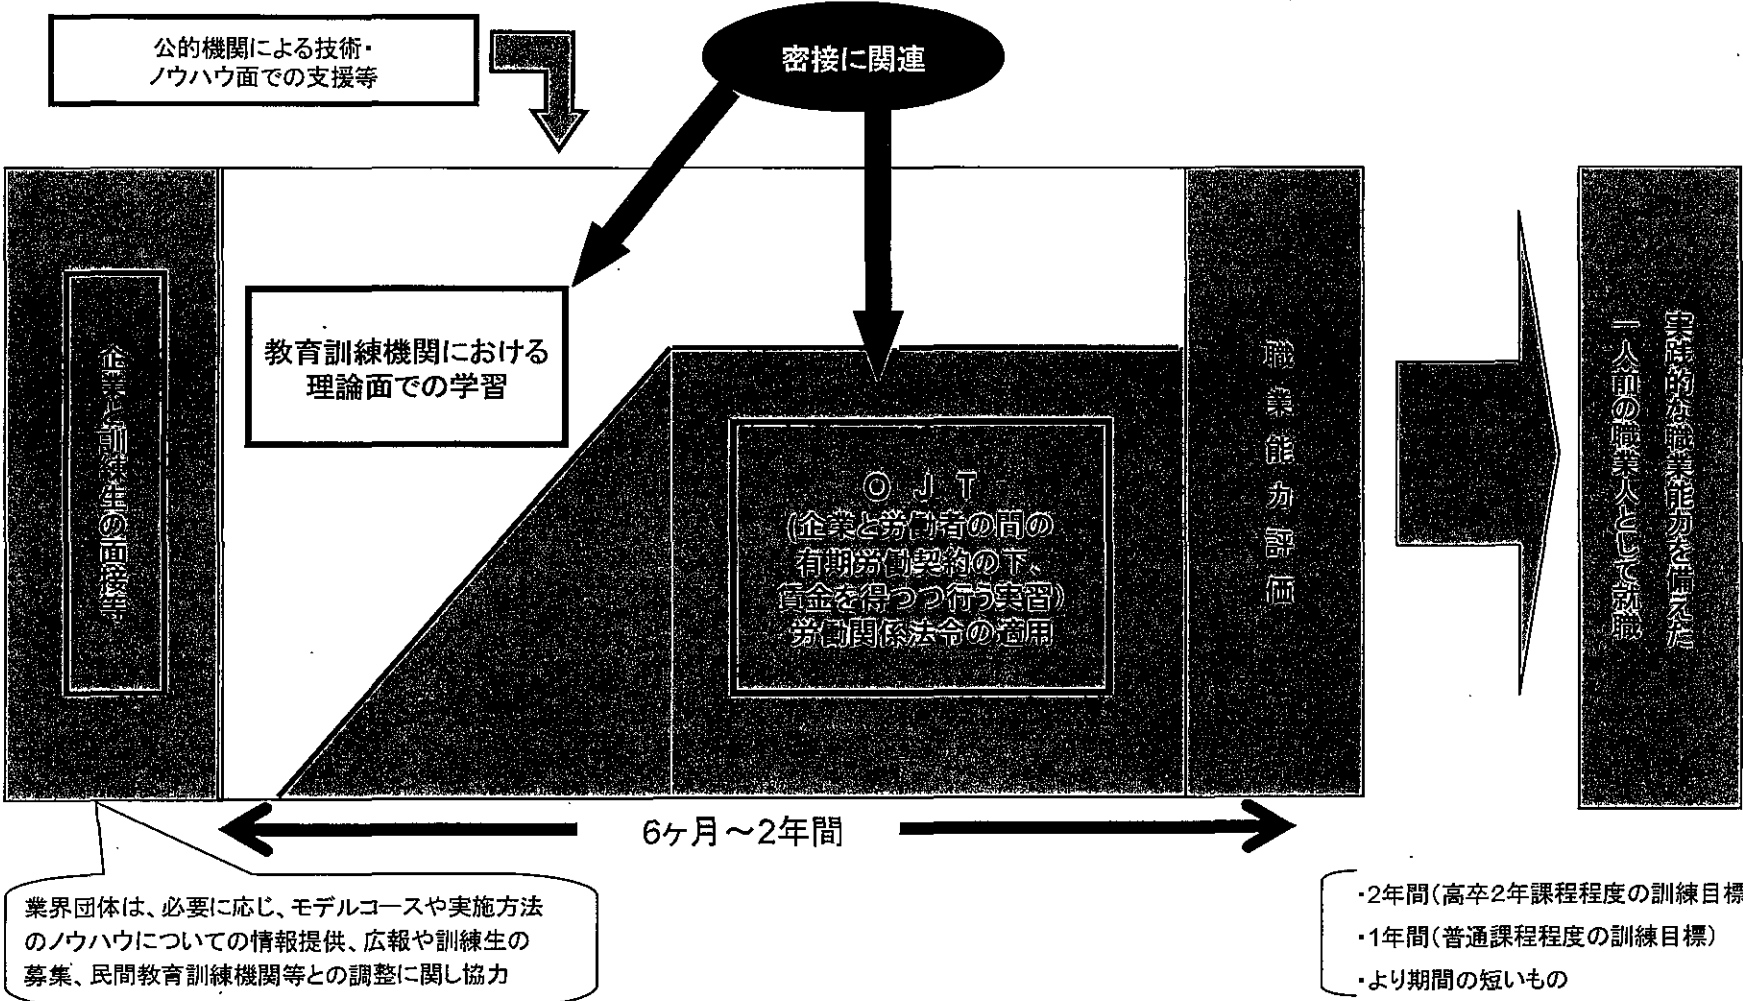 公的機関による技術・
ノウハウ面での支援等
密接に関連
企業と訓練生の面接等
教育訓練機関における
理論面での学習
OJT
(企業と労働者の間の
有期労働契約の下、
賃金を得つつ行う実習)
労働関係法令の適用
職業能力評価
実践的な職業能力を備えた
一人前の職業人として就職
6ヶ月～2年間
業界団体は、必要に応じ、モデルコースや実施方法
のノウハウについての情報提供、広報や訓練生の
募集、民間教育訓練機関等との調整に関し協力
・2年間(高卒2年課程程度の訓練目標
・1年間(普通課程程度の訓練目標)
・より期間の短いもの